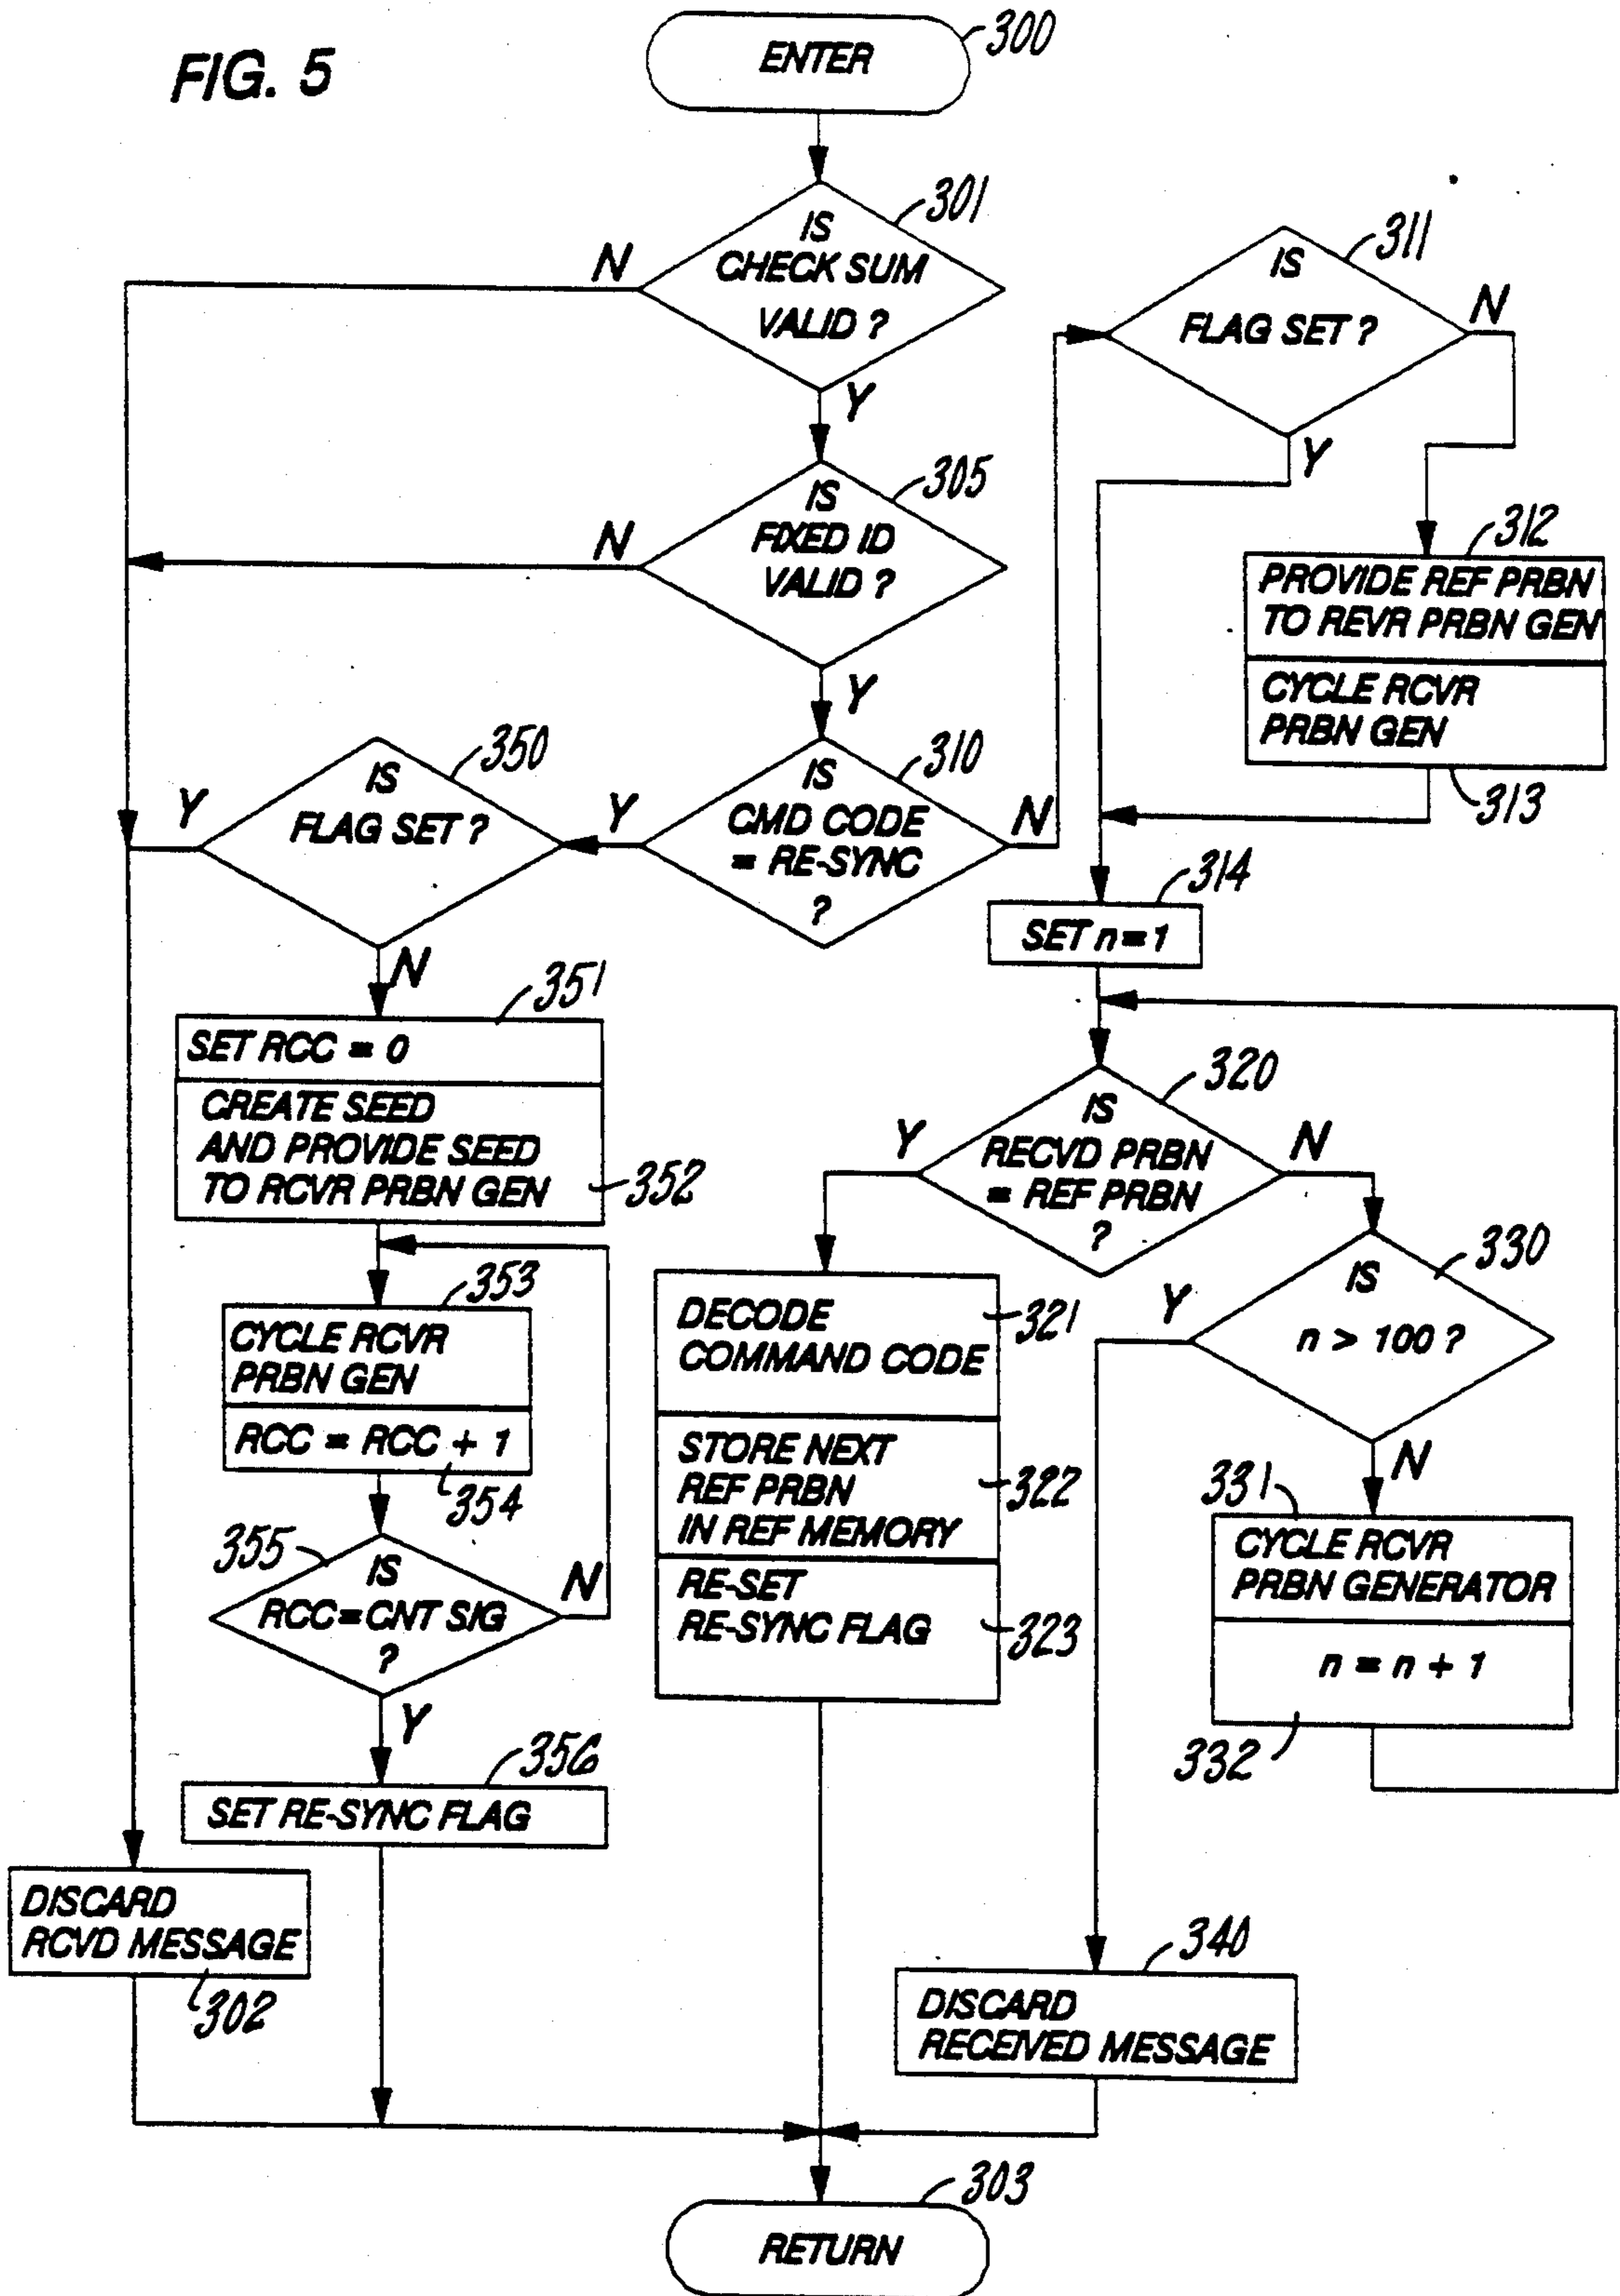 FIG. 5
ENTER
300
IS
CHECK SUM
VALID ?
301
N
Y
IS
FLAG SET ?
311
N
Y
IS
FIXED ID
VALID ?
305
N
Y
312
PROVIDE REF PRBN
TO REVR PRBN GEN
CYCLE RCVR
PRBN GEN
313
IS
FLAG SET ?
350
Y
N
IS
CMD CODE
= RE-SYNC
?
310
Y
N
314
SET n = 1
351
SET RCC = 0
CREATE SEED
AND PROVIDE SEED
TO RCVR PRBN GEN
352
IS
RECVD PRBN
= REF PRBN
?
320
Y
N
353
CYCLE RCVR
PRBN GEN
RCC = RCC + 1
354
DECODE
COMMAND CODE
321
STORE NEXT
REF PRBN
IN REF MEMORY
322
RE-SET
RE-SYNC FLAG
323
IS
n > 100 ?
330
Y
N
331
CYCLE RCVR
PRBN GENERATOR
n = n + 1
332
355
IS
RCC = CNT SIG
?
N
Y
356
SET RE-SYNC FLAG
DISCARD
RCVD MESSAGE
302
340
DISCARD
RECEIVED MESSAGE
303
RETURN